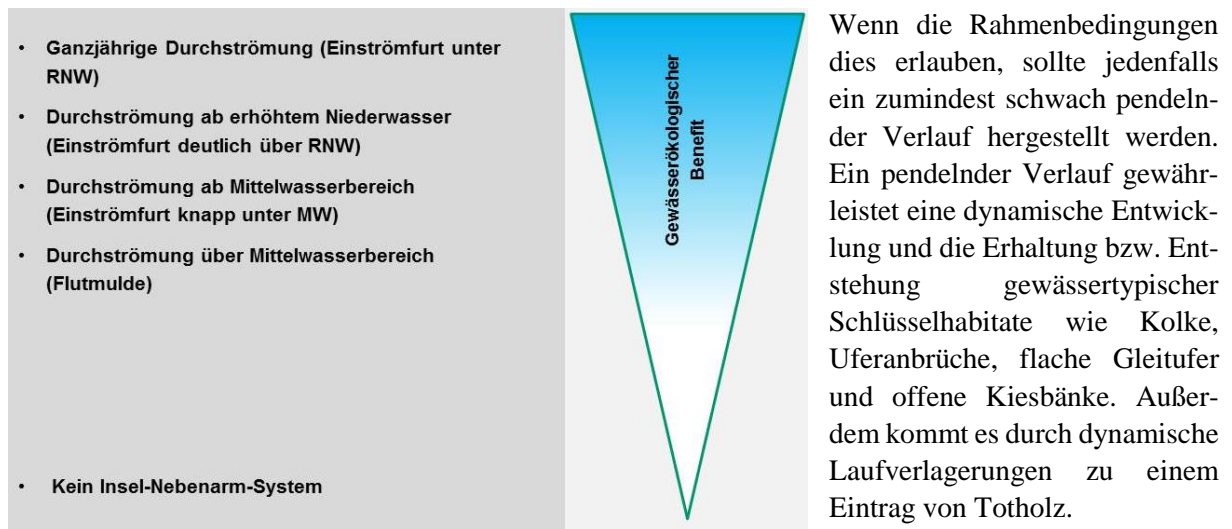 • Ganzjährige Durchströmung (Einströmfurt unter
RNW)
• Durchströmung ab erhöhtem Niederwasser
(Einströmfurt deutlich über RNW)
• Durchströmung ab Mittelwasserbereich
(Einströmfurt knapp unter MW)
• Durchströmung über Mittelwasserbereich
(Flutmulde)
• Kein Insel-Nebenarm-System
Gewässerökologischer
Benefit
Wenn die Rahmenbedingungen
dies erlauben, sollte jedenfalls
ein zumindest schwach pendeln-
der Verlauf hergestellt werden.
Ein pendelnder Verlauf gewähr-
leistet eine dynamische Entwick-
lung und die Erhaltung bzw. Ent-
stehung gewässertypischer
Schlüsselhabitate wie Kolke,
Uferanbrüche, flache Gleitufer
und offene Kiesbänke. Außer-
dem kommt es durch dynamische
Laufverlagerungen zu einem
Eintrag von Totholz.